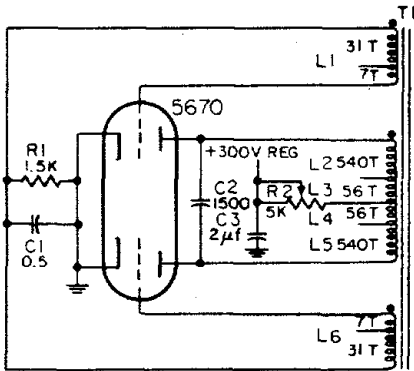 T1
31 T
L1
7T
5670
R1
1.5K
+300V REG
L2 540T
C2
1500
R2
5K
L3 56T
C3
2µf
L4 56T
L5 540T
C1
0.5
7T
L6
31T